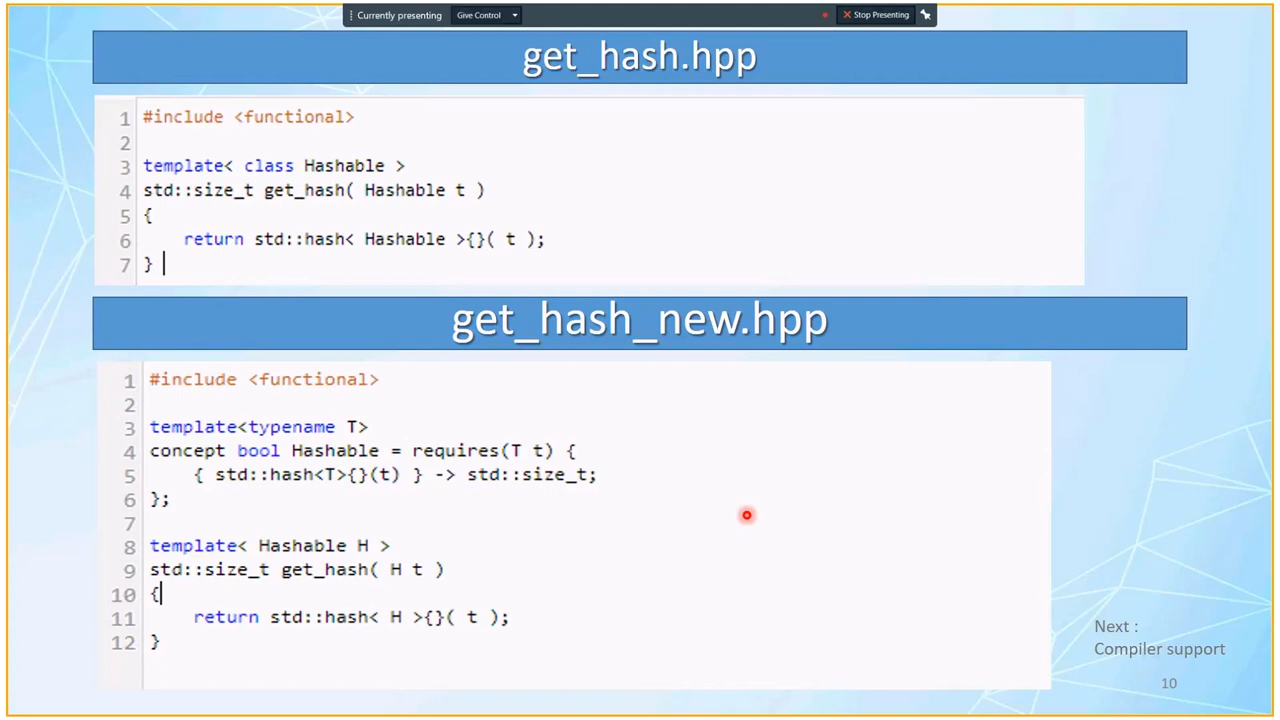 Currently presenting Give Control Stop Presenting
get_hash.hpp
1 #include <functional>
2
3 template< class Hashable >
4 std::size_t get_hash( Hashable t )
5 {
6 return std::hash< Hashable >{}( t );
7 }
get_hash_new.hpp
1 #include <functional>
2
3 template<typename T>
4 concept bool Hashable = requires(T t) {
5 { std::hash<T>{}(t) } -> std::size_t;
6 };
7
8 template< Hashable H >
9 std::size_t get_hash( H t )
10 {
11 return std::hash< H >{}( t );
12 }
Next :
Compiler support
10